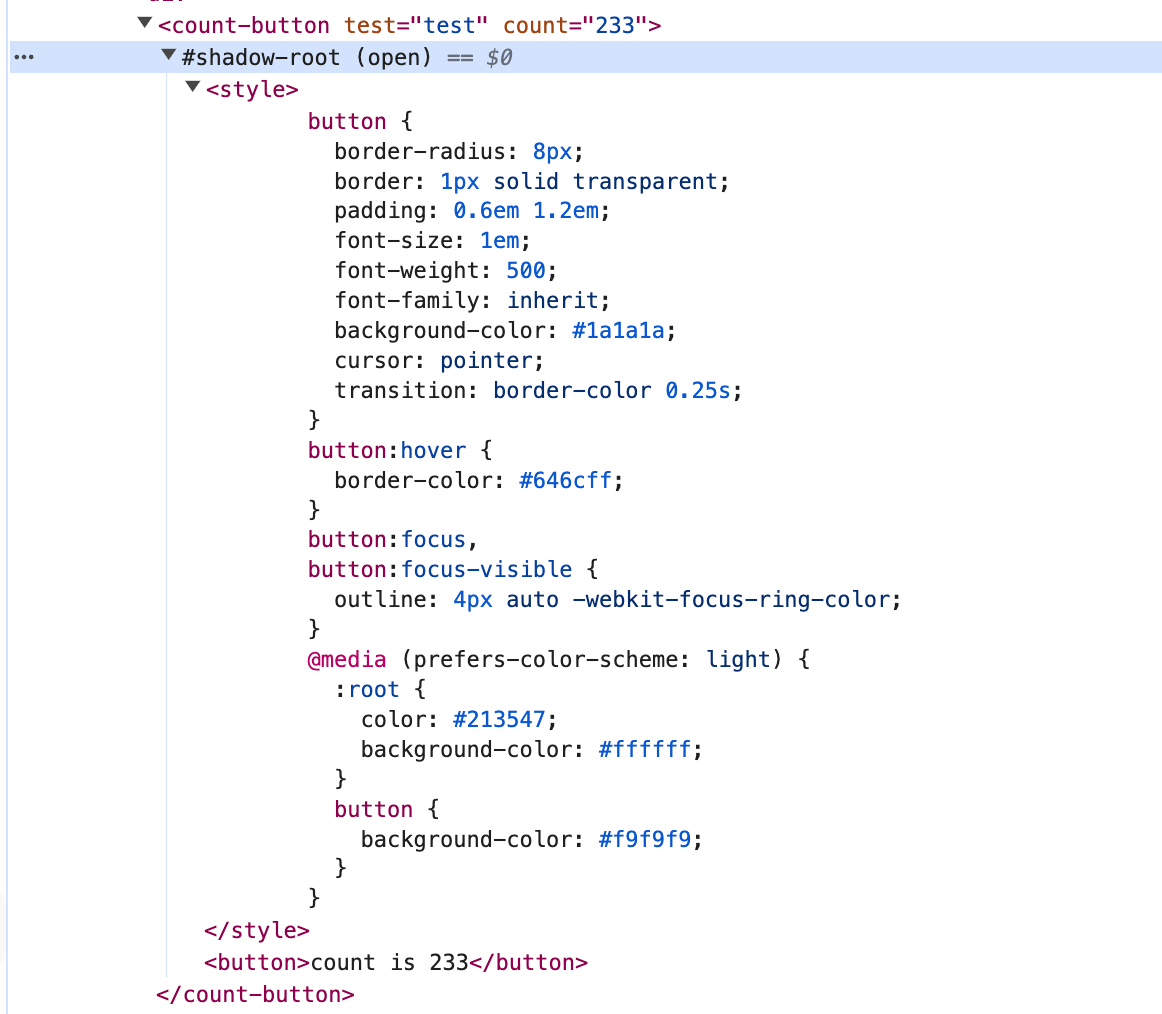 <count-button test="test" count="233">
#shadow-root (open) == $0
<style>
button {
border-radius: 8px;
border: 1px solid transparent;
padding: 0.6em 1.2em;
font-size: 1em;
font-weight: 500;
font-family: inherit;
background-color: #1a1a1a;
cursor: pointer;
transition: border-color 0.25s;
}
button:hover {
border-color: #646cff;
}
button:focus,
button:focus-visible {
outline: 4px auto -webkit-focus-ring-color;
}
@media (prefers-color-scheme: light) {
:root {
color: #213547;
background-color: #ffffff;
}
button {
background-color: #f9f9f9;
}
}
</style>
<button>count is 233</button>
</count-button>